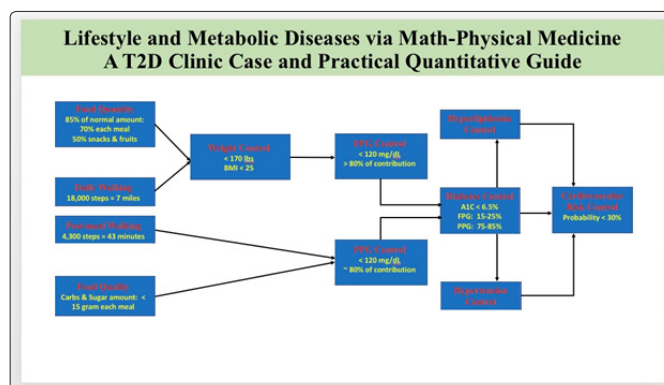 Lifestyle and Metabolic Diseases via Math-Physical Medicine
A T2D Clinic Case and Practical Quantitative Guide
Food Quantity
85% of normal amount:
70% each meal
50% snacks & fruits
Daily Walking
18,000 steps = 7 miles
Postmeal Walking
4,300 steps = 43 minutes
Food Quality
Carbs & Sugar amount: <
15 gram each meal
Weight Control
< 170 lbs
BMI < 25
FPG Control
< 120 mg/dL
> 80% of contribution
PPG Control
< 120 mg/dL
~ 80% of contribution
Hyperlipidemia
Control
Diabetes Control
A1C < 6.5%
FPG: 15-25%
PPG: 75-85%
Hypertension
Control
Cardiovascular
Risk Control
Probability < 30%